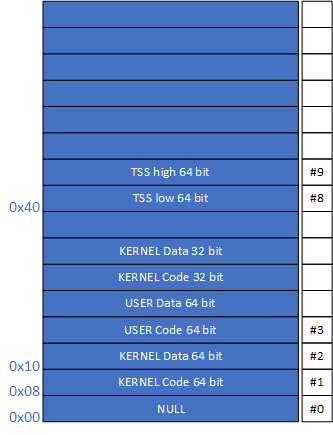 TSS high 64 bit #9
TSS low 64 bit #8
0x40
KERNEL Data 32 bit
KERNEL Code 32 bit
USER Data 64 bit
USER Code 64 bit #3
KERNEL Data 64 bit #2
0x10
KERNEL Code 64 bit #1
0x08
NULL #0
0x00